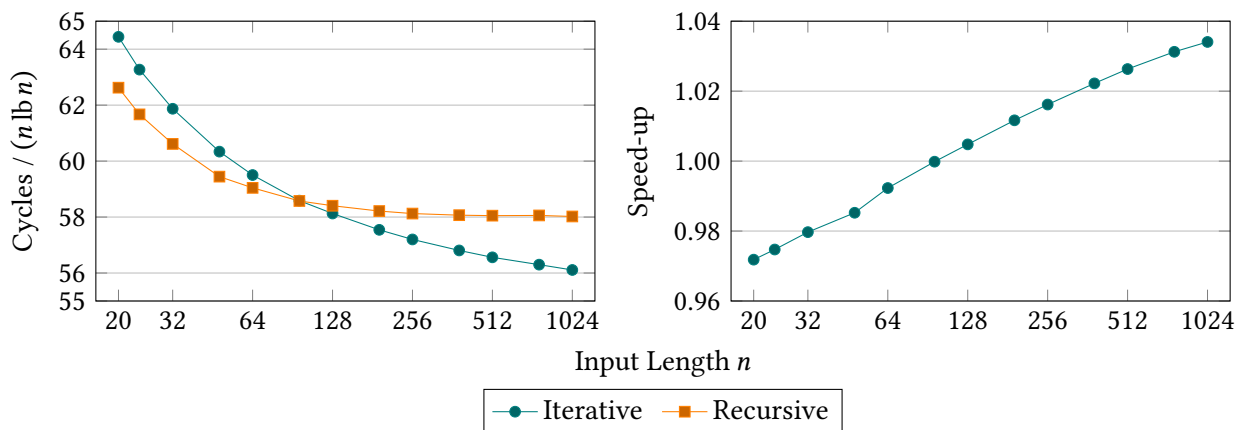 65
64
62
60
58
56
55
Cycles / (n lb n)
20 32 64 128 256 512 1024
1.04
1.02
1.00
0.98
0.96
Speed-up
20 32 64 128 256 512 1024
Input Length n
Iterative Recursive